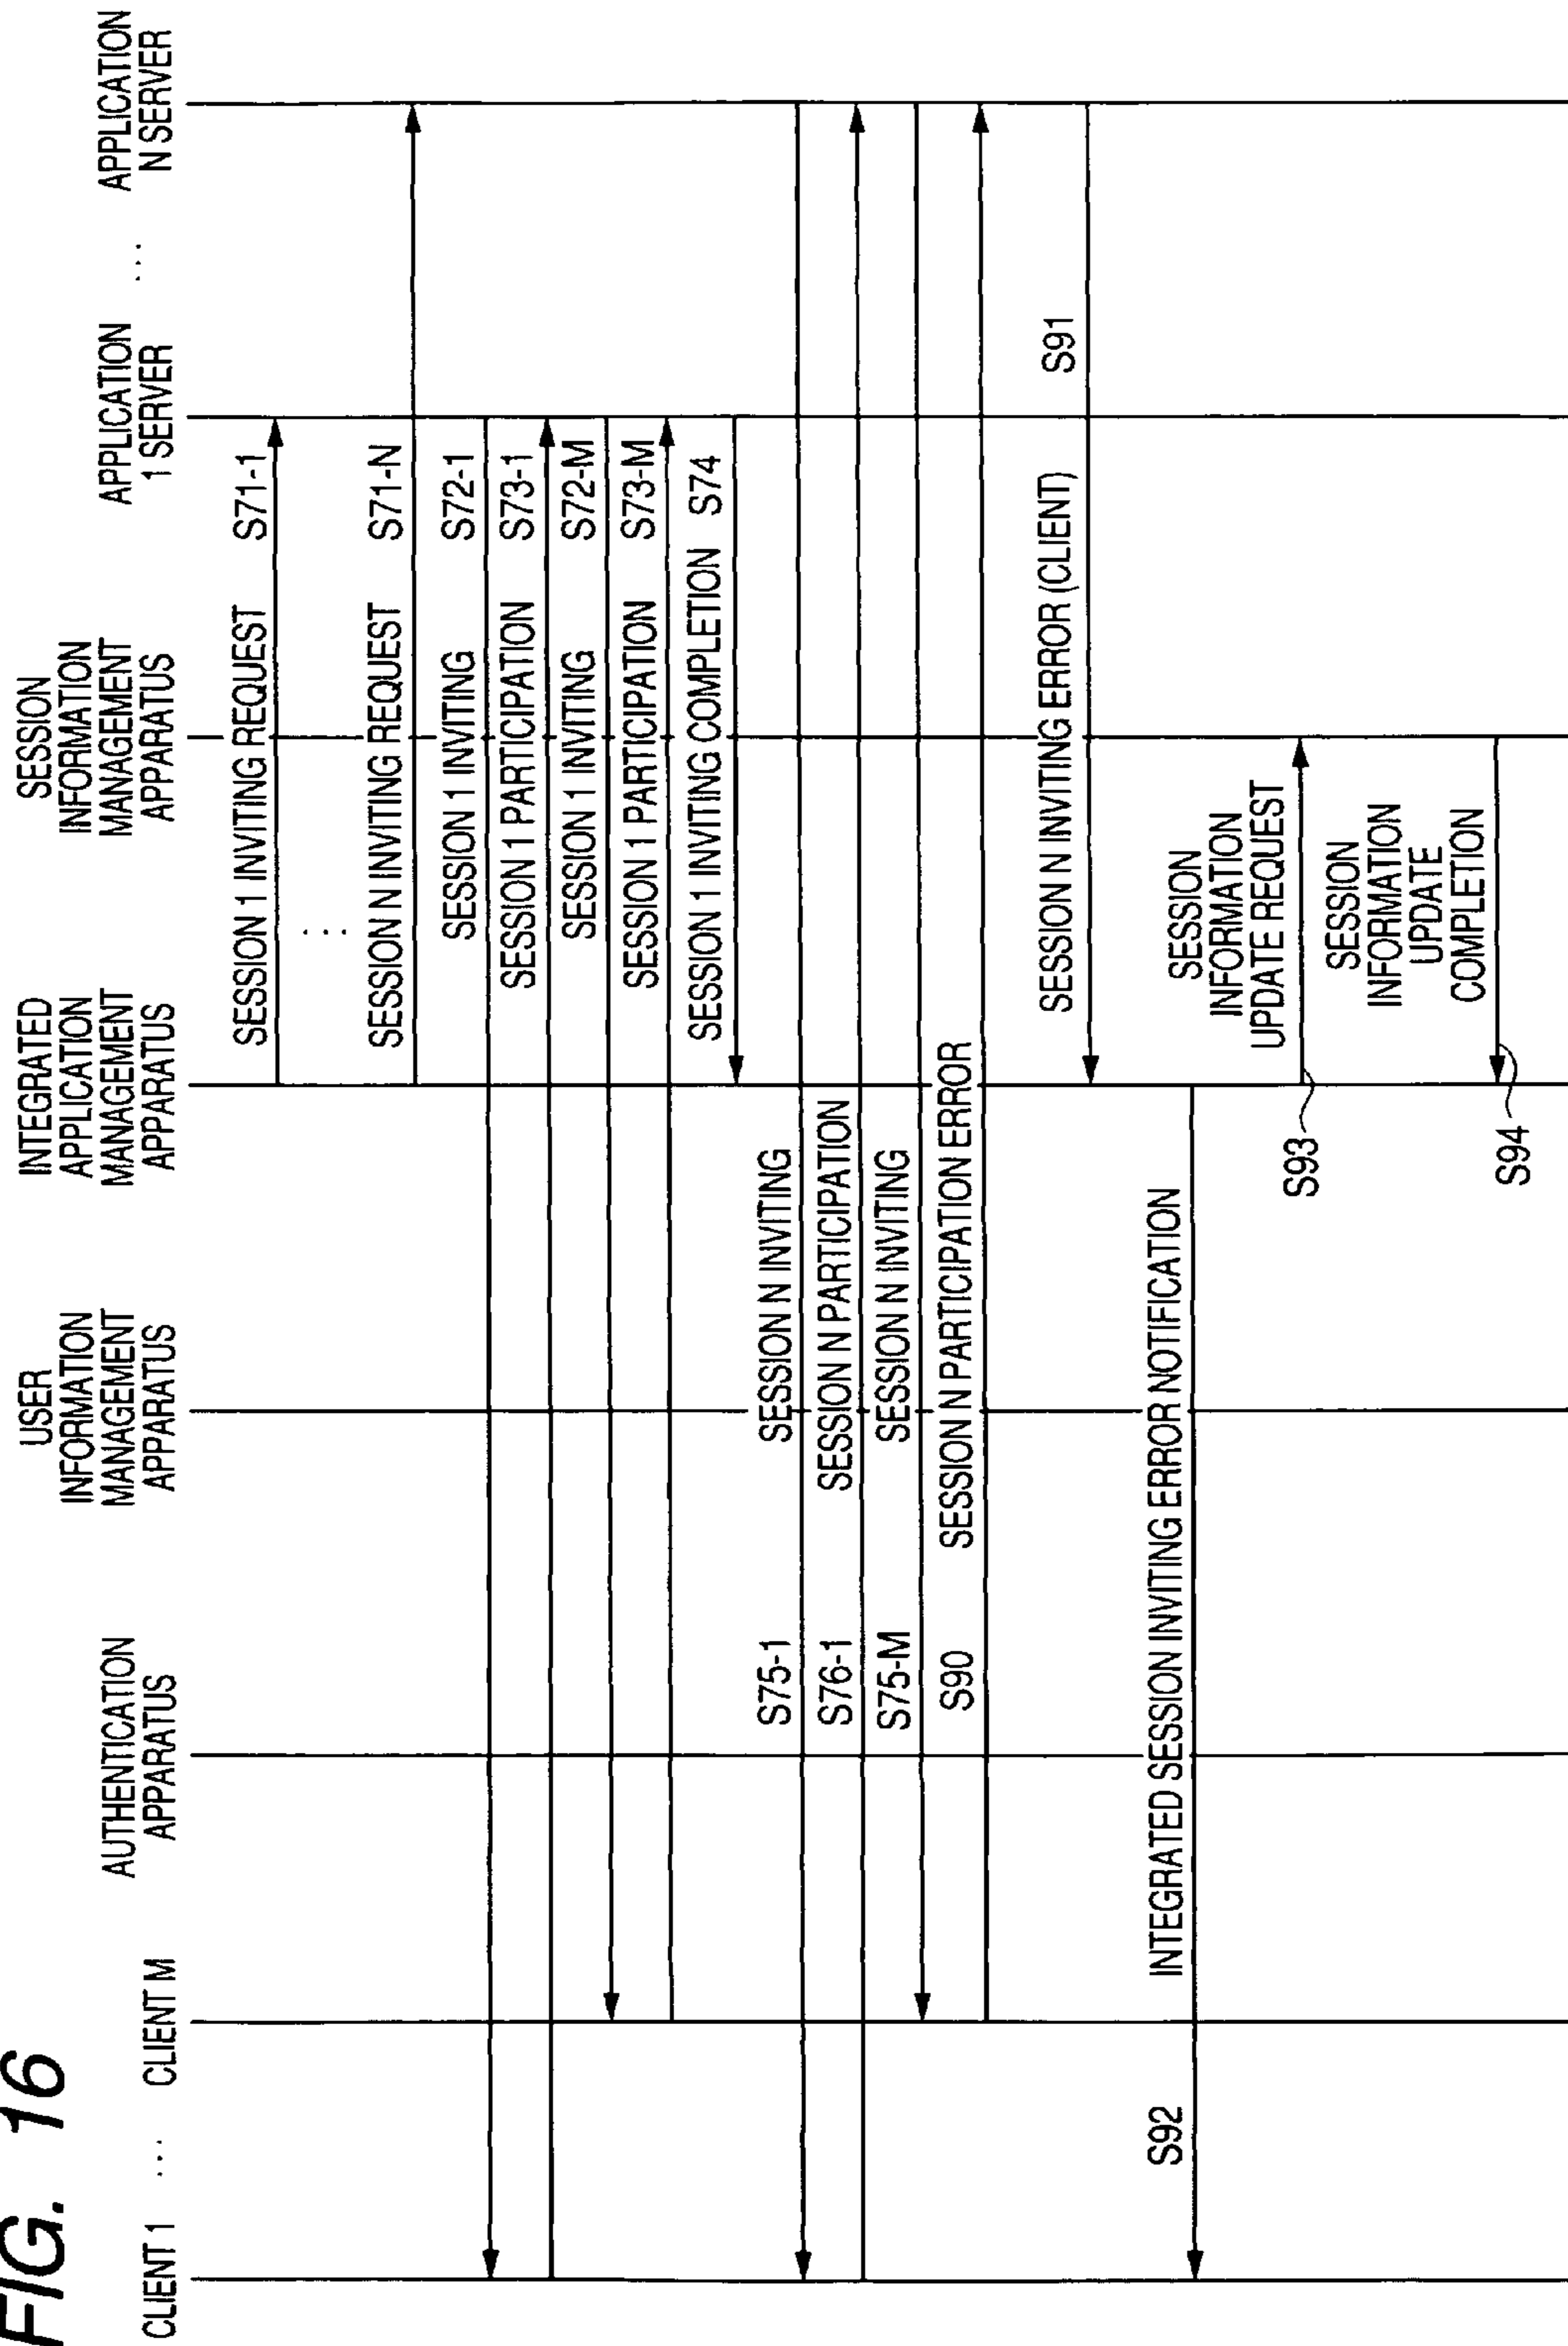 FIG. 16
CLIENT 1
...
CLIENT M
AUTHENTICATION
APPARATUS
USER
INFORMATION
MANAGEMENT
APPARATUS
INTEGRATED
APPLICATION
MANAGEMENT
APPARATUS
SESSION
INFORMATION
MANAGEMENT
APPARATUS
APPLICATION
1 SERVER
...
APPLICATION
N SERVER
SESSION 1 INVITING REQUEST S71-1
...
SESSION N INVITING REQUEST S71-N
SESSION 1 INVITING S72-1
SESSION 1 PARTICIPATION S73-1
SESSION 1 INVITING S72-M
SESSION 1 PARTICIPATION S73-M
SESSION 1 INVITING COMPLETION S74
S75-1 SESSION N INVITING
S76-1 SESSION N PARTICIPATION
S75-M SESSION N INVITING
S90 SESSION N PARTICIPATION ERROR
SESSION N INVITING ERROR (CLIENT) S91
S92 INTEGRATED SESSION INVITING ERROR NOTIFICATION
SESSION
INFORMATION
UPDATE REQUEST
S93
SESSION
INFORMATION
UPDATE
COMPLETION
S94